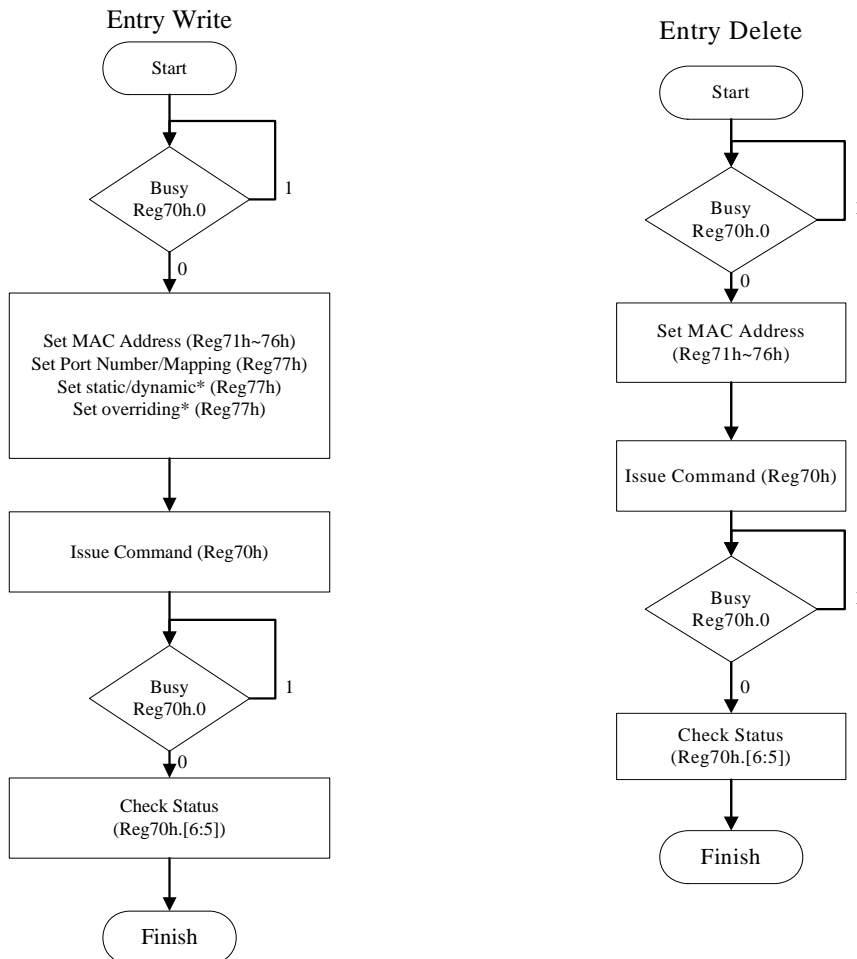 Entry Write
Start
Busy
Reg70h.0
1
0
Set MAC Address (Reg71h~76h)
Set Port Number/Mapping (Reg77h)
Set static/dynamic* (Reg77h)
Set overriding* (Reg77h)
Issue Command (Reg70h)
Busy
Reg70h.0
1
0
Check Status
(Reg70h.[6:5])
Finish
Entry Delete
Start
Busy
Reg70h.0
0
Set MAC Address
(Reg71h~76h)
Issue Command (Reg70h)
Busy
Reg70h.0
0
Check Status
(Reg70h.[6:5])
Finish